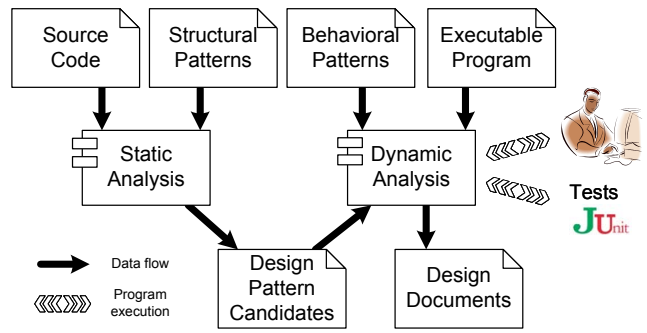 Source
Code
Structural
Patterns
Behavioral
Patterns
Executable
Program
Static
Analysis
Dynamic
Analysis
Tests
JUnit
Data flow
Program
execution
Design
Pattern
Candidates
Design
Documents